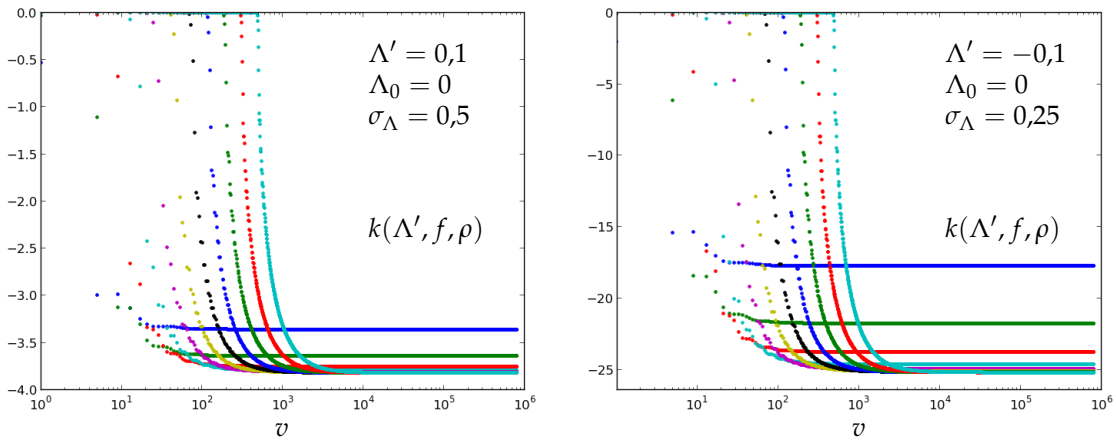 0.0
−0.5
−1.0
−1.5
−2.0
−2.5
−3.0
−3.5
−4.0
10⁰ 10¹ 10² 10³ 10⁴ 10⁵ 10⁶
v
Λ′ = 0,1
Λ₀ = 0
σ_Λ = 0,5
k(Λ′, f, ρ)
0
−5
−10
−15
−20
−25
10¹ 10² 10³ 10⁴ 10⁵ 10⁶
v
Λ′ = −0,1
Λ₀ = 0
σ_Λ = 0,25
k(Λ′, f, ρ)